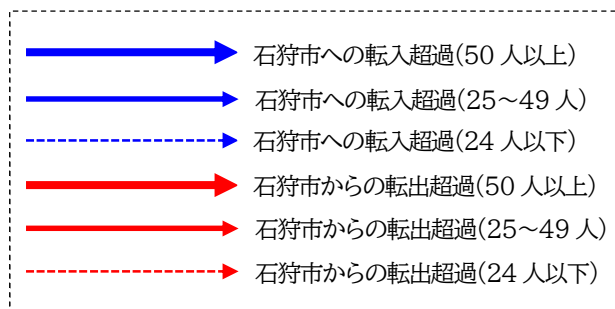 石狩市への転入超過(50 人以上)
石狩市への転入超過(25～49 人)
石狩市への転入超過(24 人以下)
石狩市からの転出超過(50 人以上)
石狩市からの転出超過(25～49 人)
石狩市からの転出超過(24 人以下)